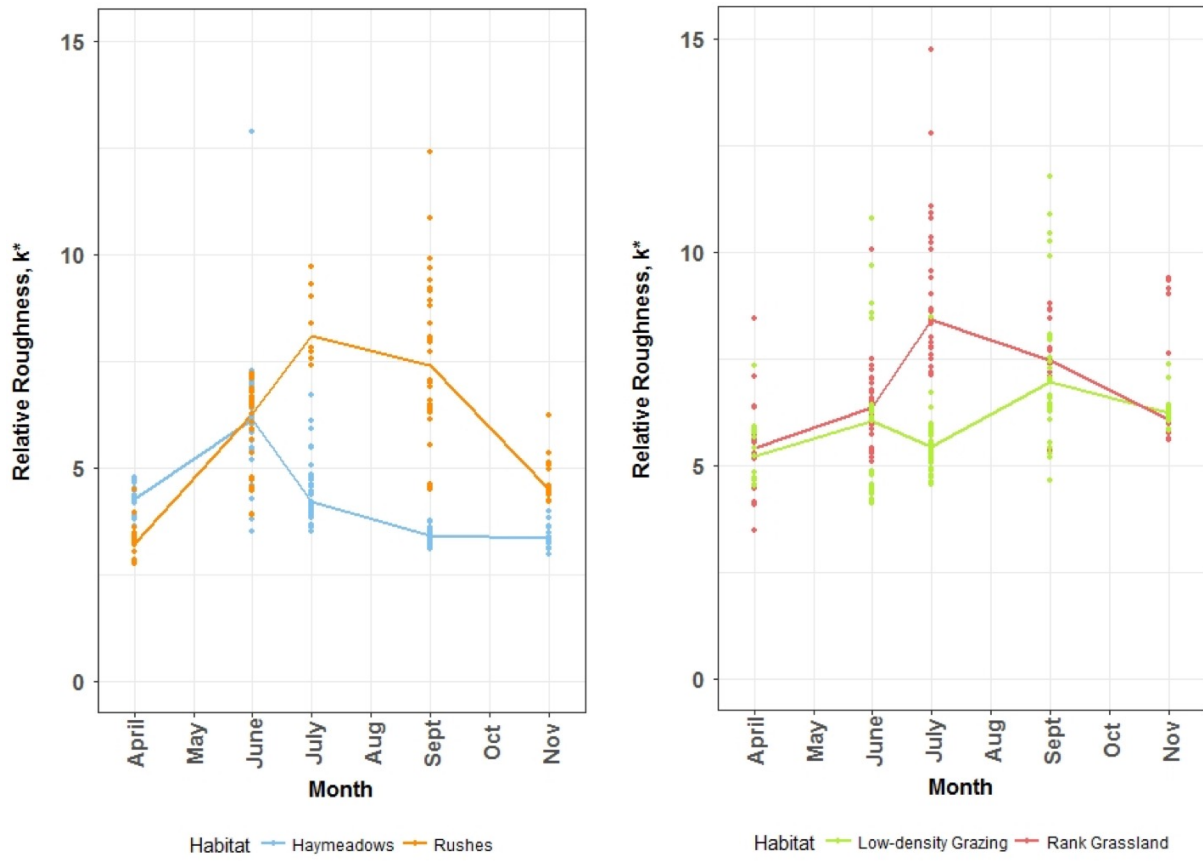 15
10
5
0
Relative Roughness, k*
April
May
June
July
Aug
Sept
Oct
Nov
Month
Habitat Haymeadows Rushes
15
10
5
0
Relative Roughness, k*
April
May
June
July
Aug
Sept
Oct
Nov
Month
Habitat Low-density Grazing Rank Grassland